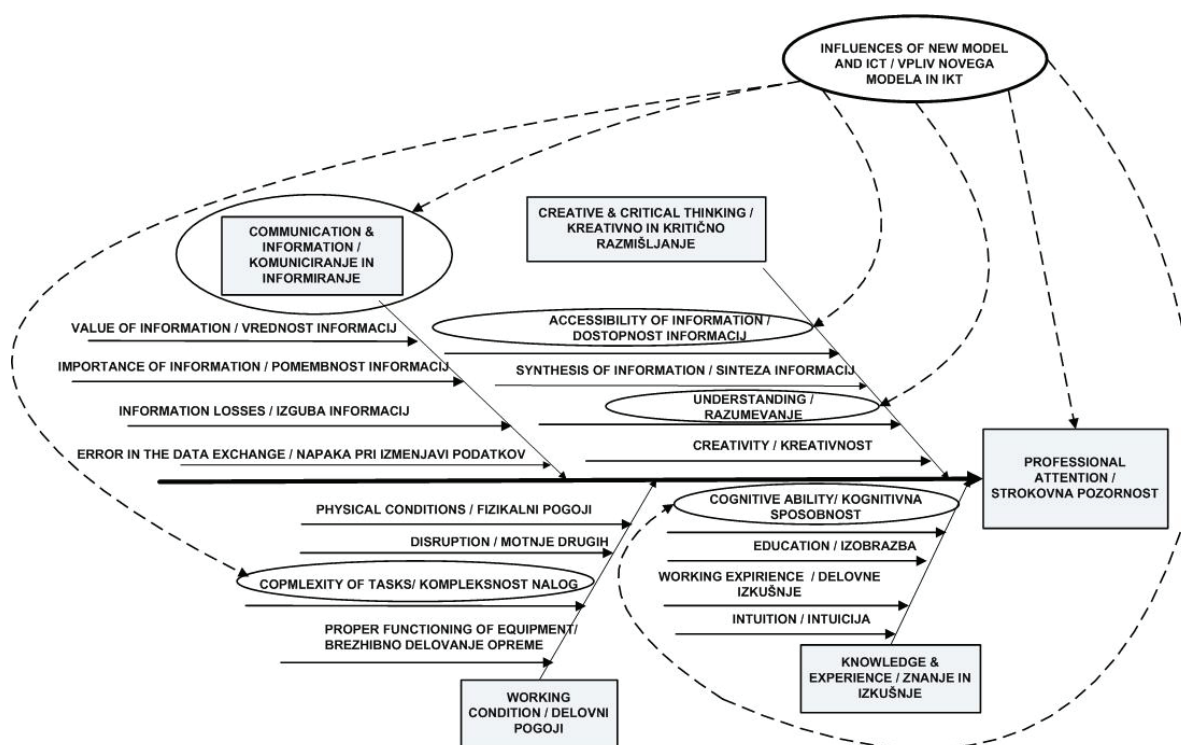 INFLUENCES OF NEW MODEL
AND ICT / VPLIV NOVEGA
MODELA IN IKT
COMMUNICATION &
INFORMATION /
KOMUNICIRANJE IN
INFORMIRANJE
CREATIVE & CRITICAL THINKING /
KREATIVNO IN KRITIČNO
RAZMIŠLJANJE
VALUE OF INFORMATION / VREDNOST INFORMACIJ
IMPORTANCE OF INFORMATION / POMEMBNOST INFORMACIJ
INFORMATION LOSSES / IZGUBA INFORMACIJ
ERROR IN THE DATA EXCHANGE / NAPAKA PRI IZMENJAVI PODATKOV
ACCESSIBILITY OF INFORMATION /
DOSTOPNOST INFORMACIJ
SYNTHESIS OF INFORMATION / SINTEZA INFORMACIJ
UNDERSTANDING /
RAZUMEVANJE
CREATIVITY / KREATIVNOST
PROFESSIONAL
ATTENTION /
STROKOVNA POZORNOST
PHYSICAL CONDITIONS / FIZIKALNI POGOJI
DISRUPTION / MOTNJE DRUGIH
COPMLEXITY OF TASKS/ KOMPLEKSNOST NALOG
PROPER FUNCTIONING OF EQUIPMENT/
BREZHIBNO DELOVANJE OPREME
WORKING
CONDITION / DELOVNI
POGOJI
COGNITIVE ABILITY/ KOGNITIVNA
SPOSOBNOST
EDUCATION / IZOBRAZBA
WORKING EXPIRIENCE / DELOVNE
IZKUŠNJE
INTUITION / INTUICIJA
KNOWLEDGE &
EXPERIENCE / ZNANJE IN
IZKUŠNJE